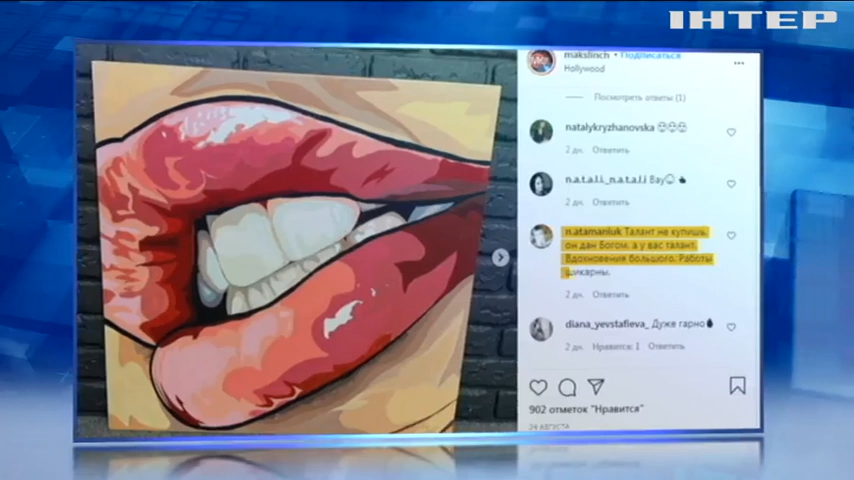 ІНТЕР
makslinch • Подписаться
Hollywood
Посмотреть ответы (1)
natalykryzhanovska
2 дн. Ответить
n.a.t.a.l.i._n.a.t.a.l.i Вау
2 дн. Ответить
n.atamaniuk Талант не купишь,
он дан Богом, а у вас талант.
Вдохновения большого. Работы
шикарны.
2 дн. Ответить
diana_yevstafieva_ Дуже гарно
2 дн. Нравится: 1 Ответить
902 отметок "Нравится"
24 АВГУСТА